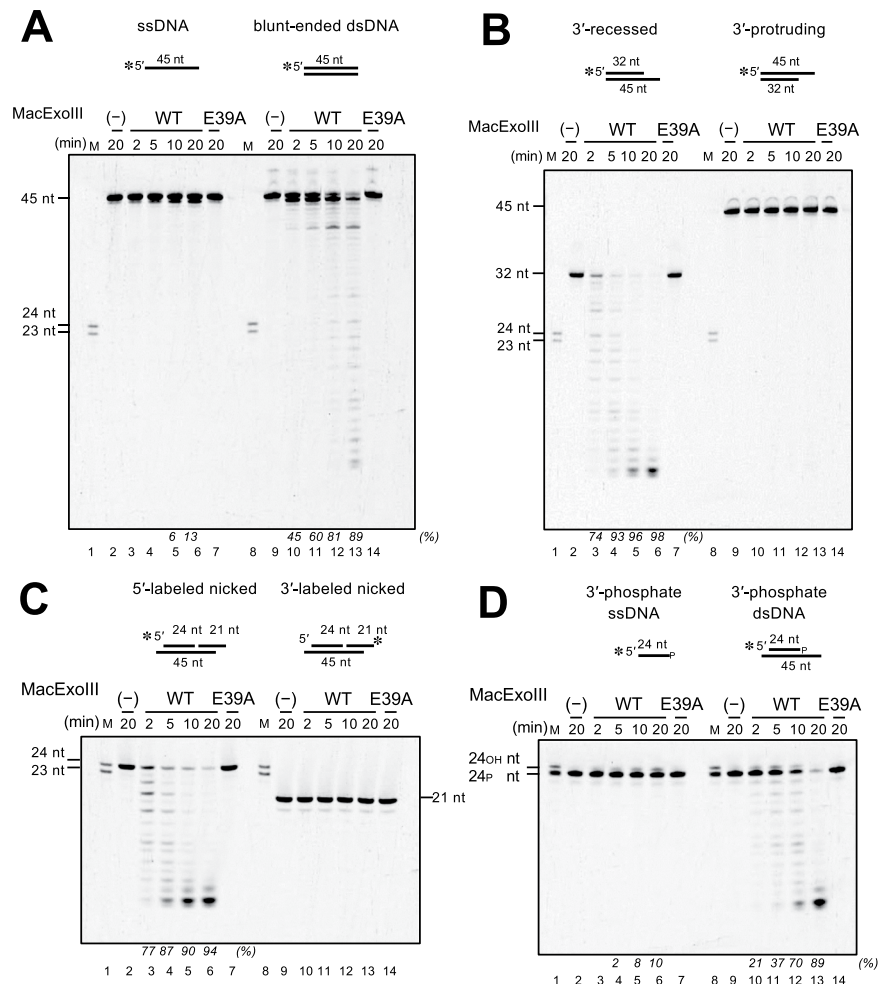 A
ssDNA blunt-ended dsDNA
45 nt 45 nt
*5′ *5′
MacExoIII (−) WT E39A (−) WT E39A
(min) M 20 2 5 10 20 20 M 20 2 5 10 20 20
45 nt
24 nt
23 nt
6 13 45 60 81 89 (%)
1 2 3 4 5 6 7 8 9 10 11 12 13 14
B
3′-recessed 3′-protruding
32 nt 45 nt
*5′ *5′
45 nt 32 nt
MacExoIII (−) WT E39A (−) WT E39A
(min) M 20 2 5 10 20 20 M 20 2 5 10 20 20
45 nt
32 nt
24 nt
23 nt
74 93 96 98 (%)
1 2 3 4 5 6 7 8 9 10 11 12 13 14
C
5′-labeled nicked 3′-labeled nicked
24 nt 21 nt 24 nt 21 nt
*5′ 5′ *
45 nt 45 nt
MacExoIII (−) WT E39A (−) WT E39A
(min) M 20 2 5 10 20 20 M 20 2 5 10 20 20
24 nt
23 nt
21 nt
77 87 90 94 (%)
1 2 3 4 5 6 7 8 9 10 11 12 13 14
D
3′-phosphate 3′-phosphate
ssDNA dsDNA
*5′ 24 nt P *5′ 24 nt P
45 nt
MacExoIII (−) WT E39A (−) WT E39A
(min) M 20 2 5 10 20 20 M 20 2 5 10 20 20
24OH nt
24P nt
2 8 10 21 37 70 89 (%)
1 2 3 4 5 6 7 8 9 10 11 12 13 14